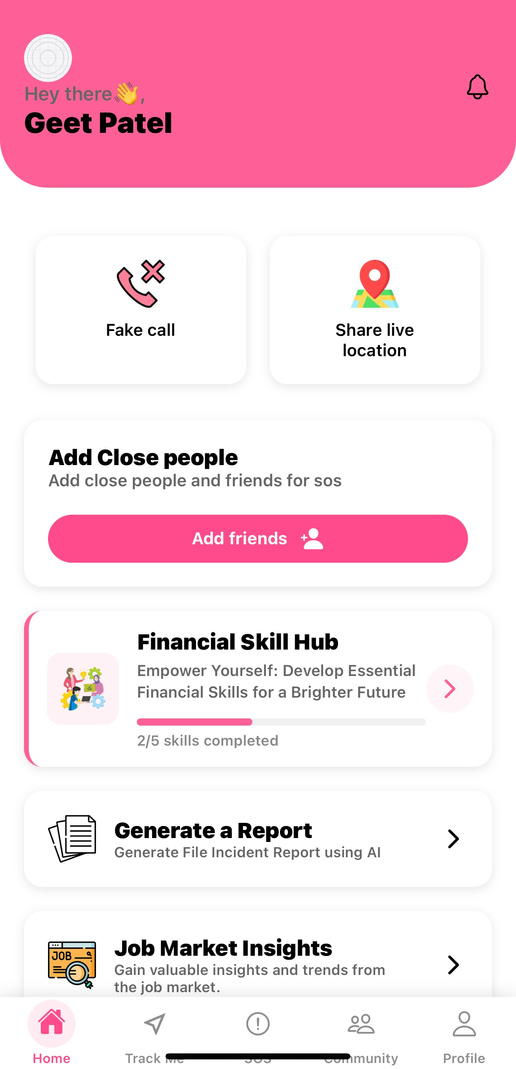 Hey there👋,
Geet Patel
Fake call
Share live
location
Add Close people
Add close people and friends for sos
Add friends
Financial Skill Hub
Empower Yourself: Develop Essential
Financial Skills for a Brighter Future
2/5 skills completed
Generate a Report
Generate File Incident Report using AI
JOB
Job Market Insights
Gain valuable insights and trends from
the job market.
Home
Track Me
SOS
Community
Profile